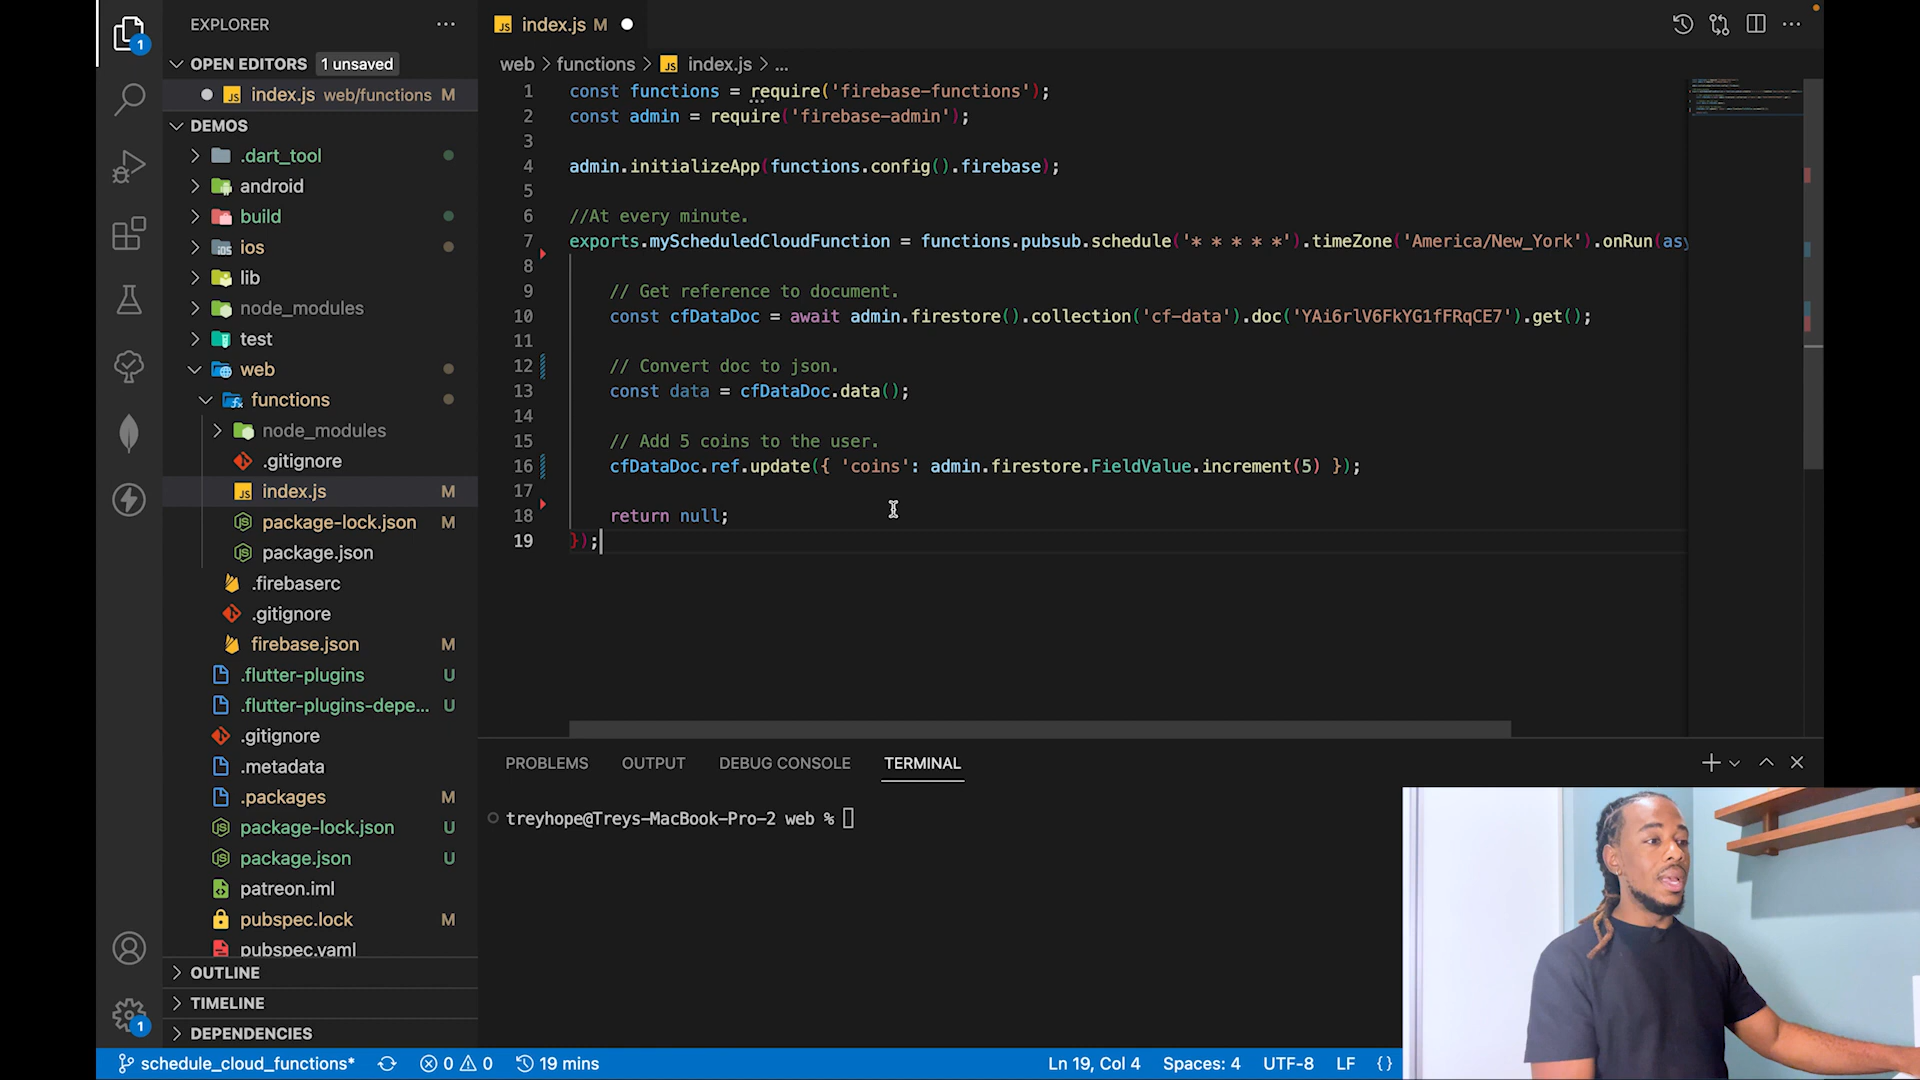 EXPLORER
OPEN EDITORS 1 unsaved
index.js web/functions M
DEMOS
.dart_tool
android
build
ios
lib
node_modules
test
web
functions
node_modules
.gitignore
index.js M
package-lock.json M
package.json
.firebaserc
.gitignore
firebase.json M
.flutter-plugins U
.flutter-plugins-depe... U
.gitignore
.metadata
.packages M
package-lock.json U
package.json U
patreon.iml
pubspec.lock M
pubspec.yaml
OUTLINE
TIMELINE
DEPENDENCIES
1
1
JS index.js M
web > functions > JS index.js > ...
1 const functions = require('firebase-functions');
2 const admin = require('firebase-admin');
3
4 admin.initializeApp(functions.config().firebase);
5
6 //At every minute.
7 exports.myScheduledCloudFunction = functions.pubsub.schedule('* * * * *').timeZone('America/New_York').onRun(asy
8
9 // Get reference to document.
10 const cfDataDoc = await admin.firestore().collection('cf-data').doc('YAi6rlV6FkYG1fFRqCE7').get();
11
12 // Convert doc to json.
13 const data = cfDataDoc.data();
14
15 // Add 5 coins to the user.
16 cfDataDoc.ref.update({ 'coins': admin.firestore.FieldValue.increment(5) });
17
18 return null;
19 });
PROBLEMS OUTPUT DEBUG CONSOLE TERMINAL
treyhope@Treys-MacBook-Pro-2 web %
schedule_cloud_functions* 0 0 19 mins Ln 19, Col 4 Spaces: 4 UTF-8 LF {}